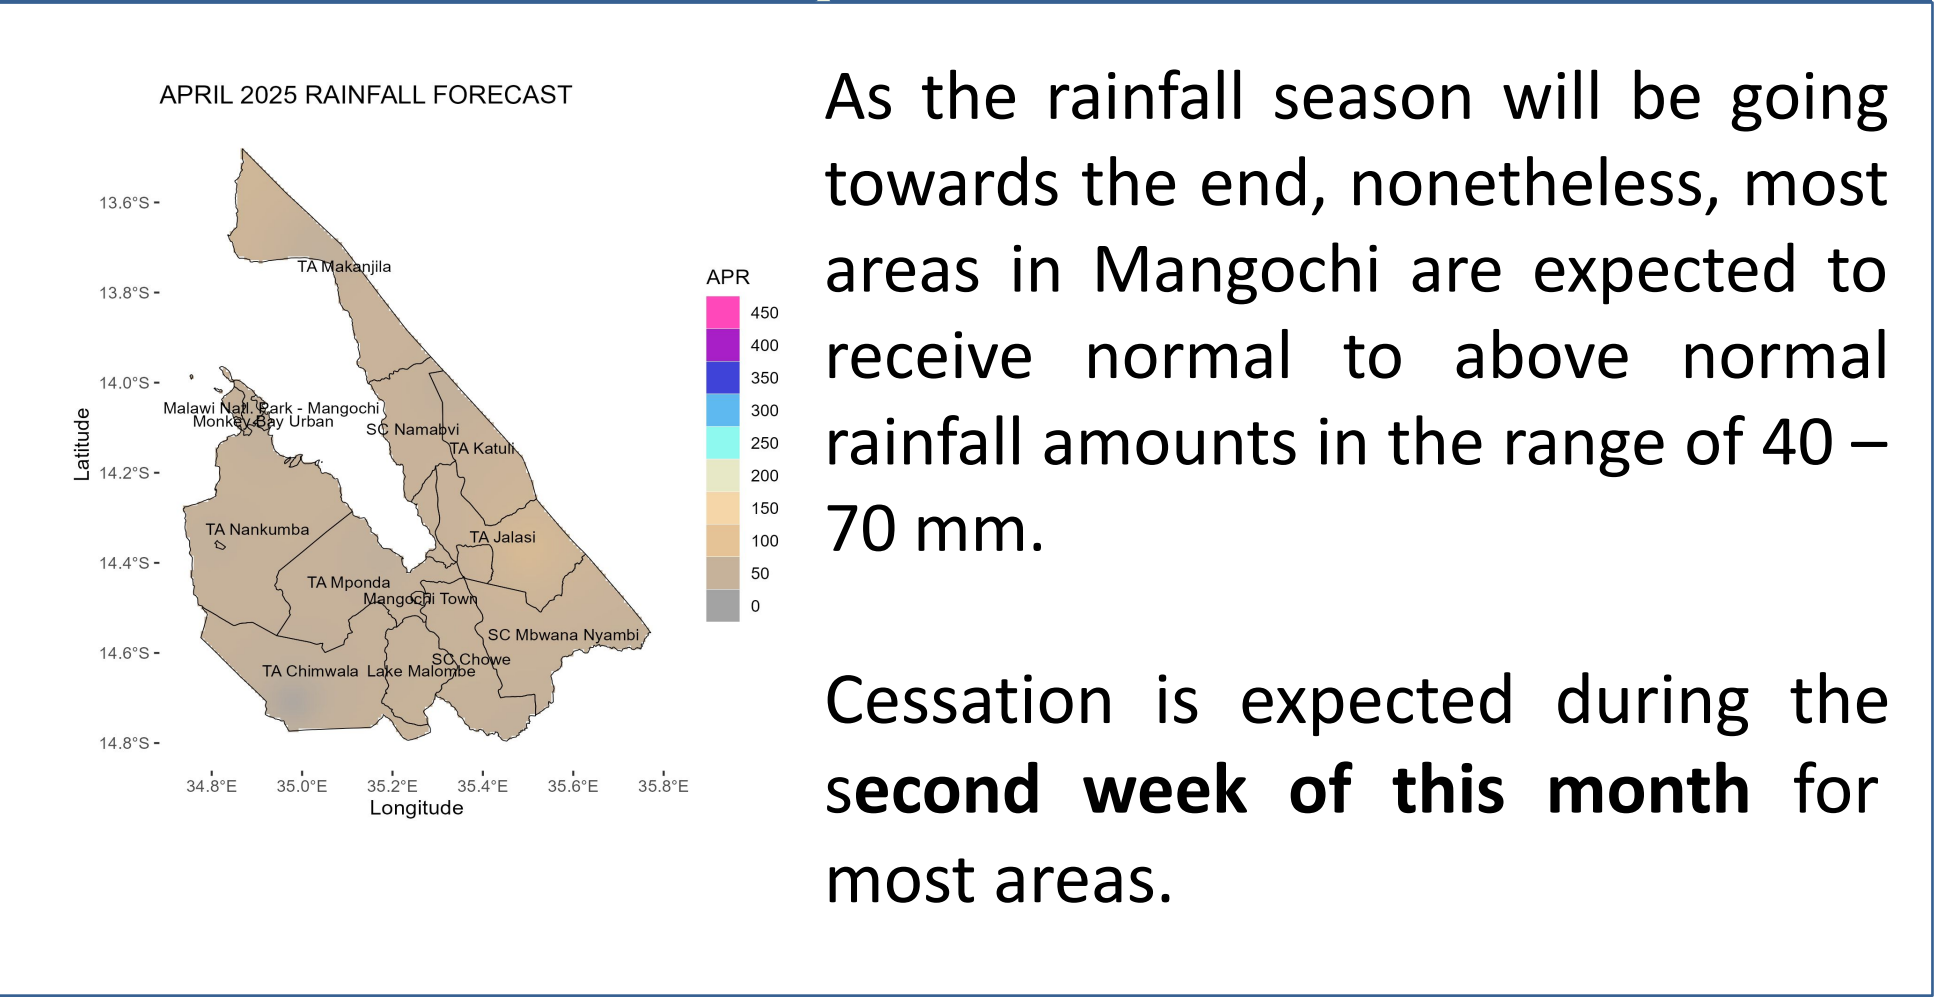 APRIL 2025 RAINFALL FORECAST
13.6°S
13.8°S
14.0°S
14.2°S
14.4°S
14.6°S
14.8°S
Latitude
34.8°E 35.0°E 35.2°E 35.4°E 35.6°E 35.8°E
Longitude
TA Makanjila
Malawi Natl. Park - Mangochi
Monkey Bay Urban
SC Namabvi
TA Katuli
TA Nankumba
TA Jalasi
TA Mponda
Mangochi Town
SC Mbwana Nyambi
SC Chowe
TA Chimwala Lake Malombe
APR
450
400
350
300
250
200
150
100
50
0
As the rainfall season will be going
towards the end, nonetheless, most
areas in Mangochi are expected to
receive normal to above normal
rainfall amounts in the range of 40 –
70 mm.
Cessation is expected during the
second week of this month for
most areas.